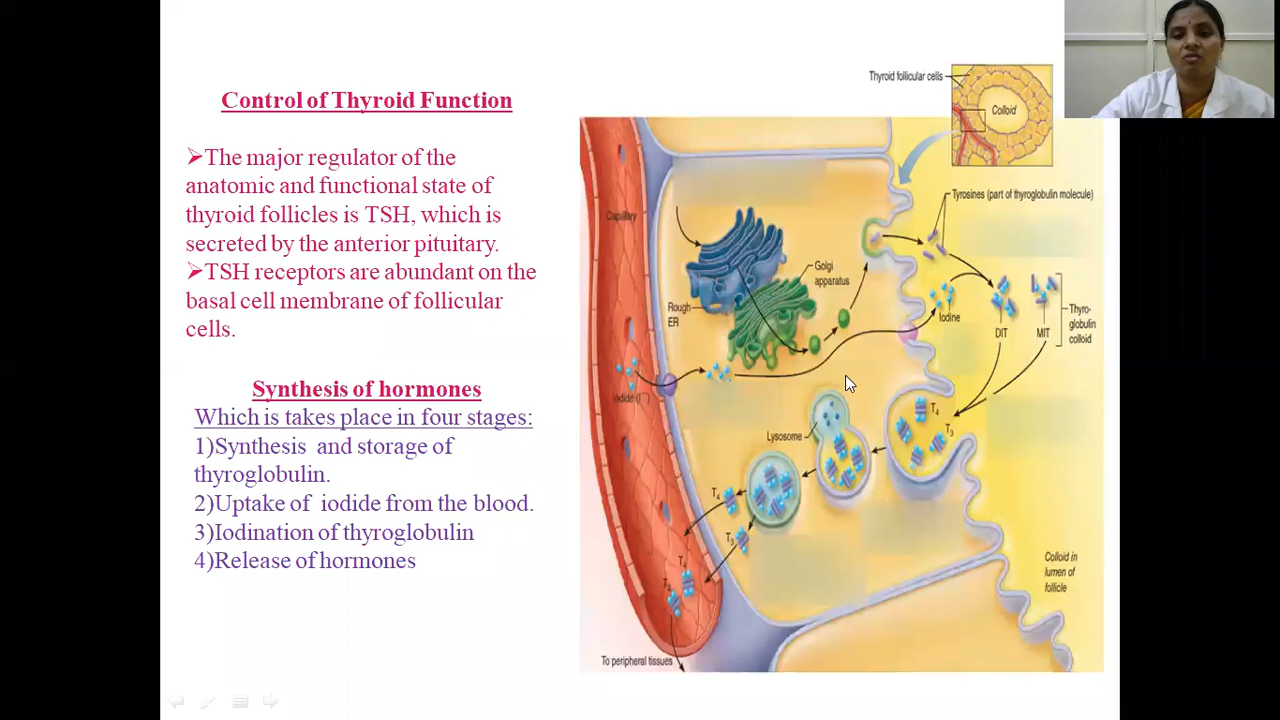 Control of Thyroid Function
➢The major regulator of the
anatomic and functional state of
thyroid follicles is TSH, which is
secreted by the anterior pituitary.
➢TSH receptors are abundant on the
basal cell membrane of follicular
cells.
Synthesis of hormones
Which is takes place in four stages:
1)Synthesis and storage of
thyroglobulin.
2)Uptake of iodide from the blood.
3)Iodination of thyroglobulin
4)Release of hormones
Thyroid follicular cells
Colloid
Capillary
Tyrosines (part of thyroglobulin molecule)
Golgi
apparatus
Rough
ER
Iodine
DIT
MIT
Thyro-
globulin
colloid
Iodide (I⁻)
T4
T3
Lysosome
T4
T3
T4
T3
Colloid in
lumen of
follicle
To peripheral tissues